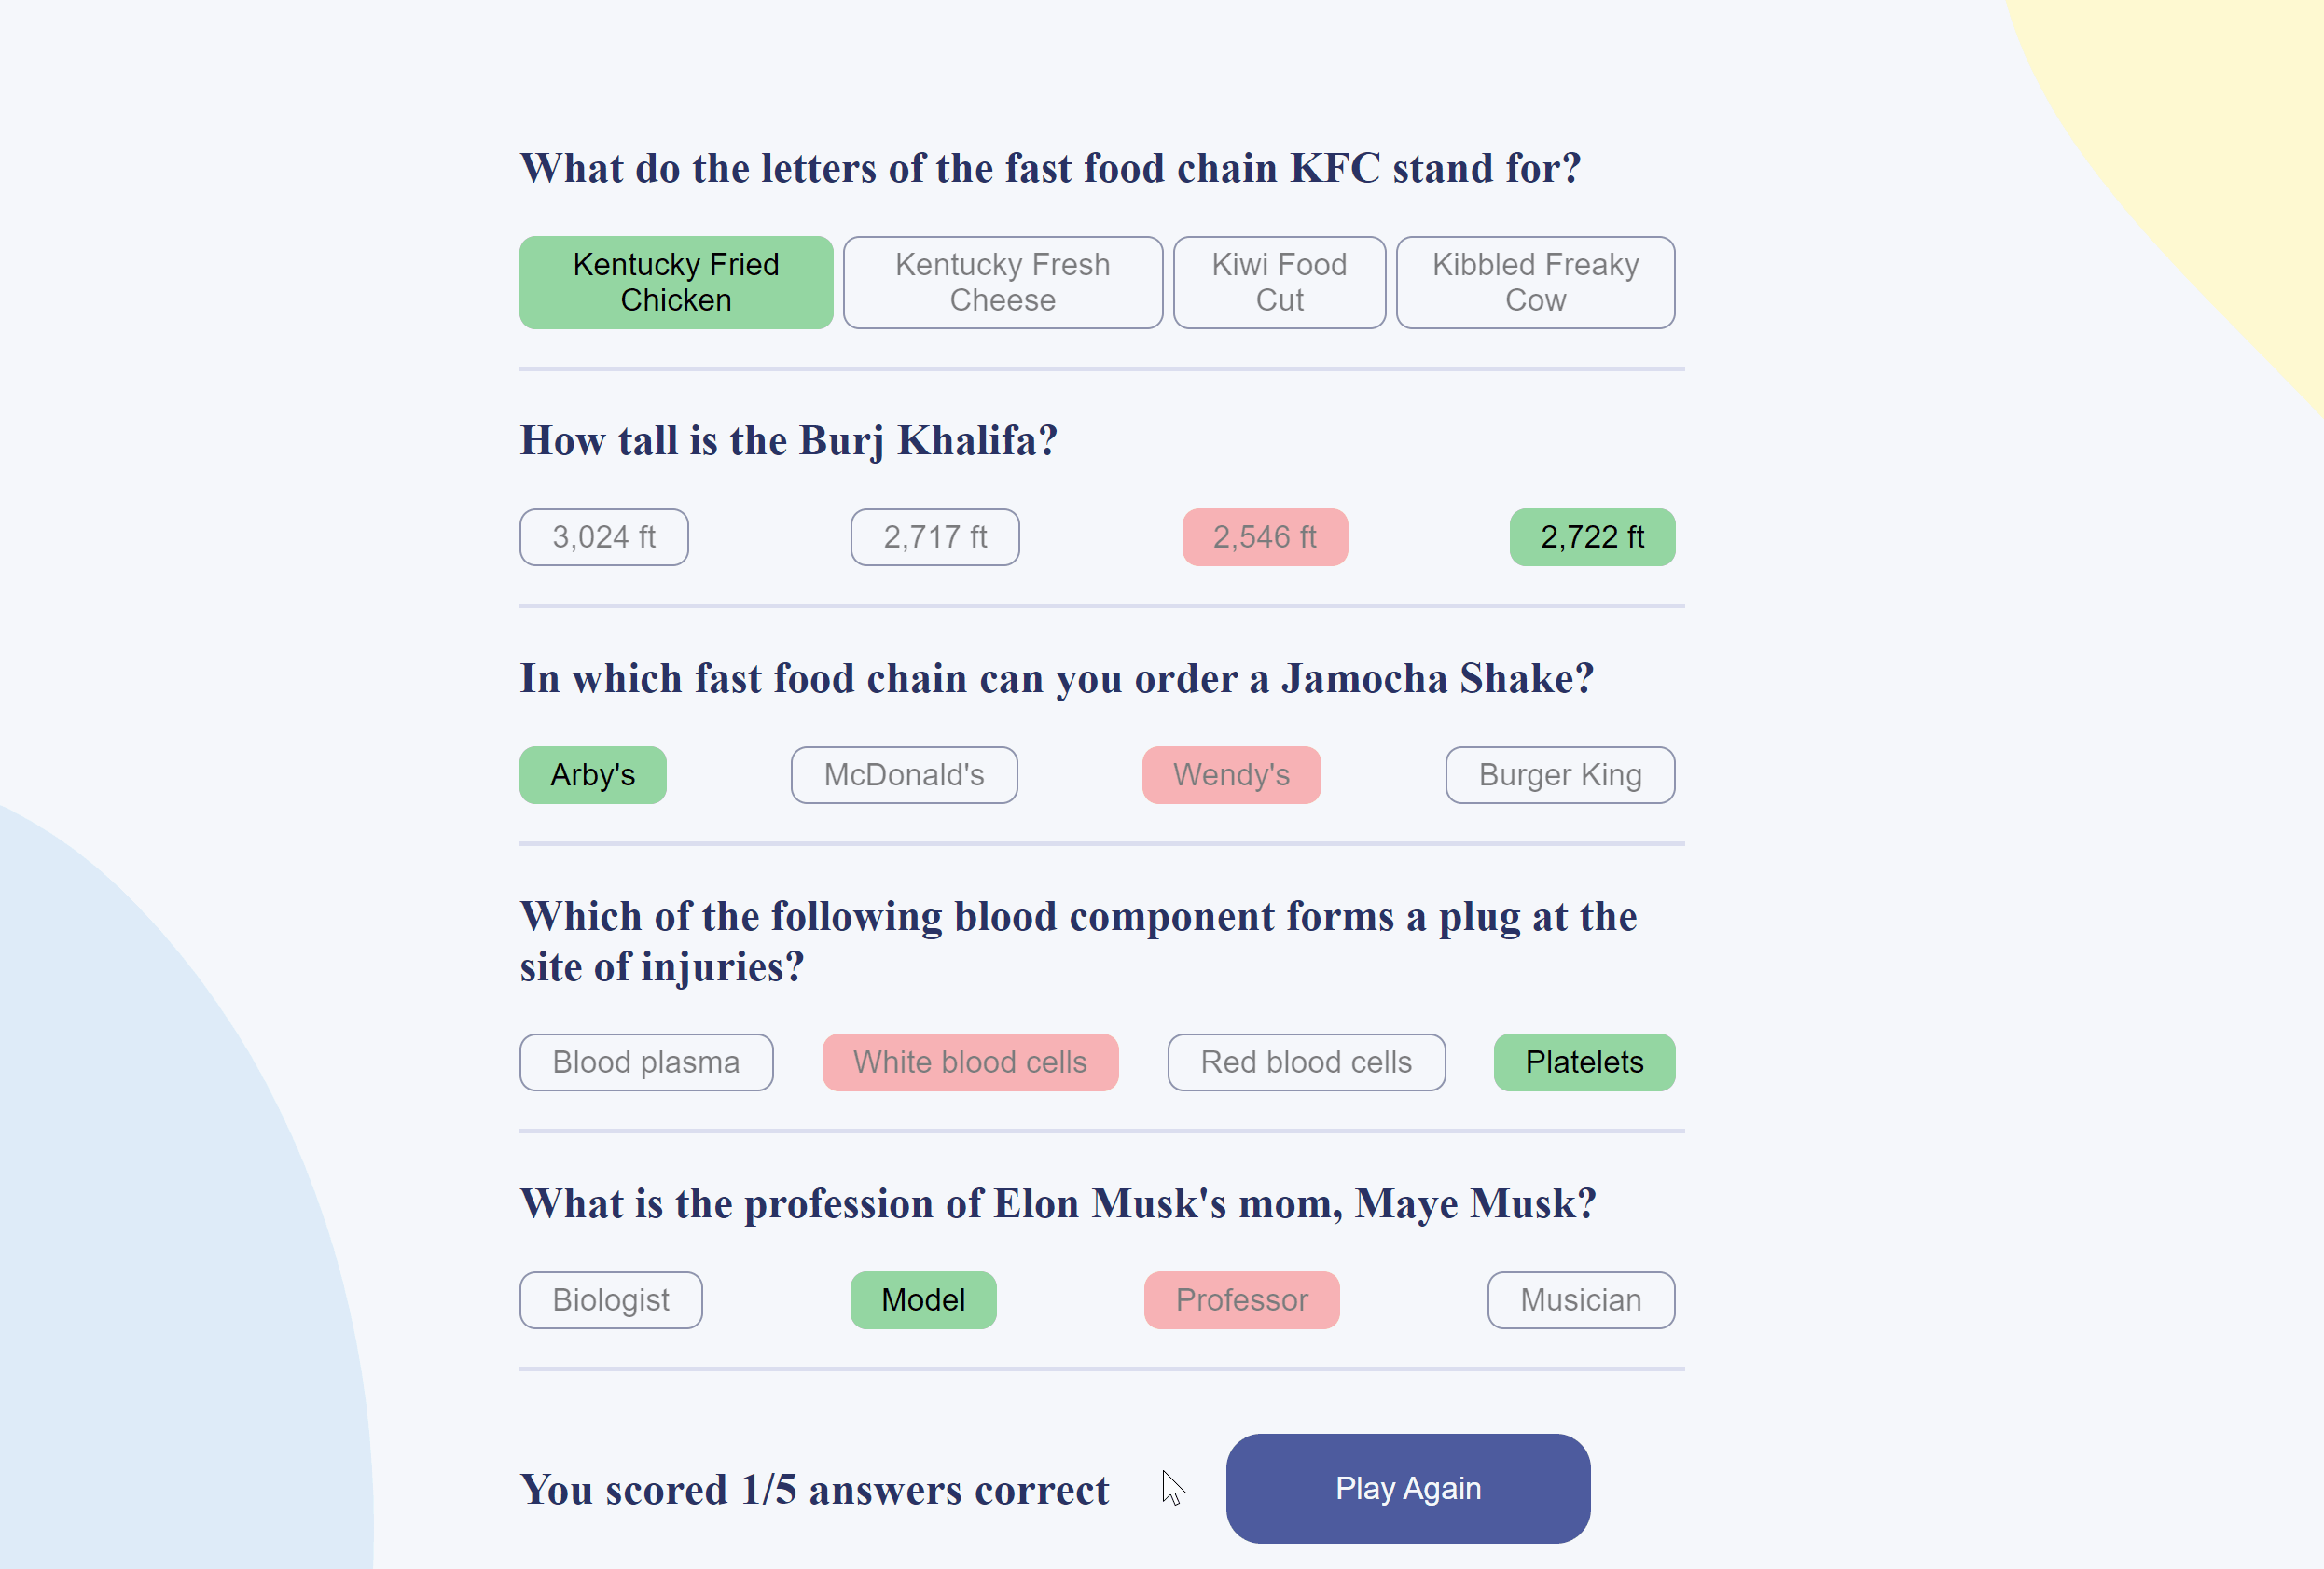 What do the letters of the fast food chain KFC stand for?
Kentucky Fried Chicken
Kentucky Fresh Cheese
Kiwi Food Cut
Kibbled Freaky Cow
How tall is the Burj Khalifa?
3,024 ft
2,717 ft
2,546 ft
2,722 ft
In which fast food chain can you order a Jamocha Shake?
Arby's
McDonald's
Wendy's
Burger King
Which of the following blood component forms a plug at the
site of injuries?
Blood plasma
White blood cells
Red blood cells
Platelets
What is the profession of Elon Musk's mom, Maye Musk?
Biologist
Model
Professor
Musician
You scored 1/5 answers correct
Play Again